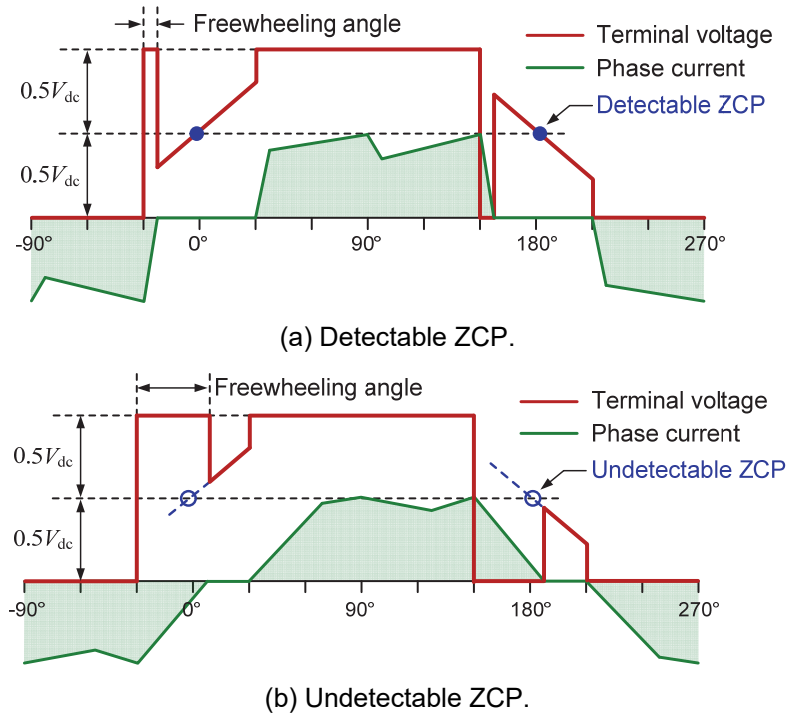 Freewheeling angle
Terminal voltage
Phase current
Detectable ZCP
0.5Vdc
0.5Vdc
-90° 0° 90° 180° 270°
(a) Detectable ZCP.
Freewheeling angle
Terminal voltage
Phase current
Undetectable ZCP
0.5Vdc
0.5Vdc
-90° 0° 90° 180° 270°
(b) Undetectable ZCP.